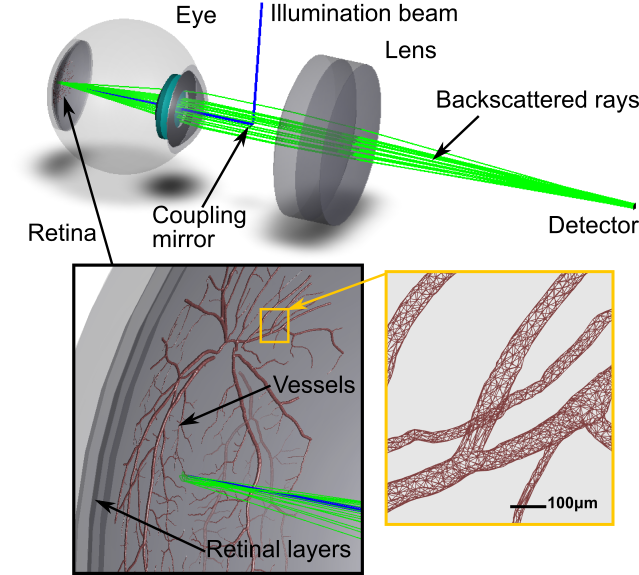 Eye
Illumination beam
Lens
Backscattered rays
Coupling
mirror
Retina
Detector
Vessels
100µm
Retinal layers